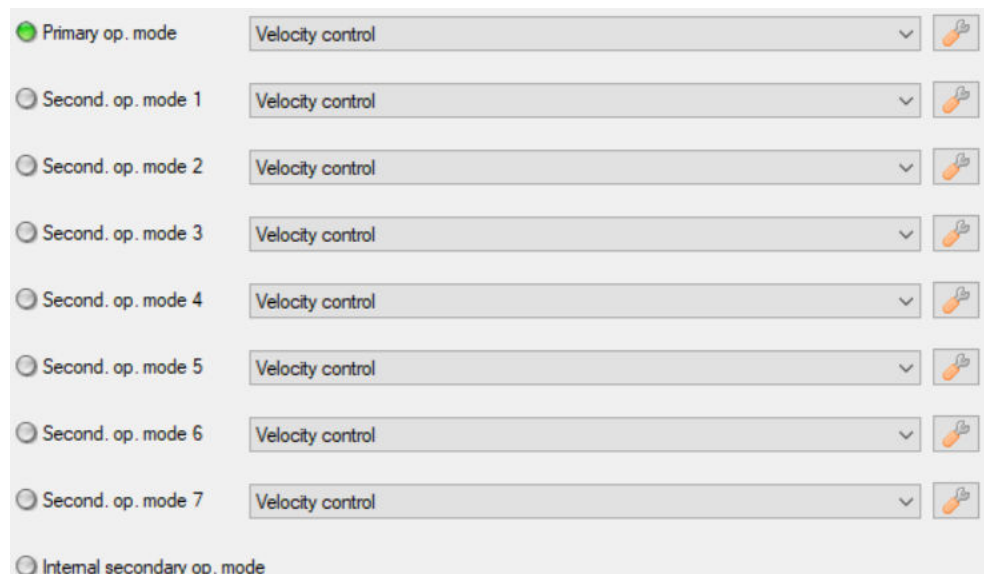 Primary op. mode Velocity control
Second. op. mode 1 Velocity control
Second. op. mode 2 Velocity control
Second. op. mode 3 Velocity control
Second. op. mode 4 Velocity control
Second. op. mode 5 Velocity control
Second. op. mode 6 Velocity control
Second. op. mode 7 Velocity control
Internal secondary op. mode